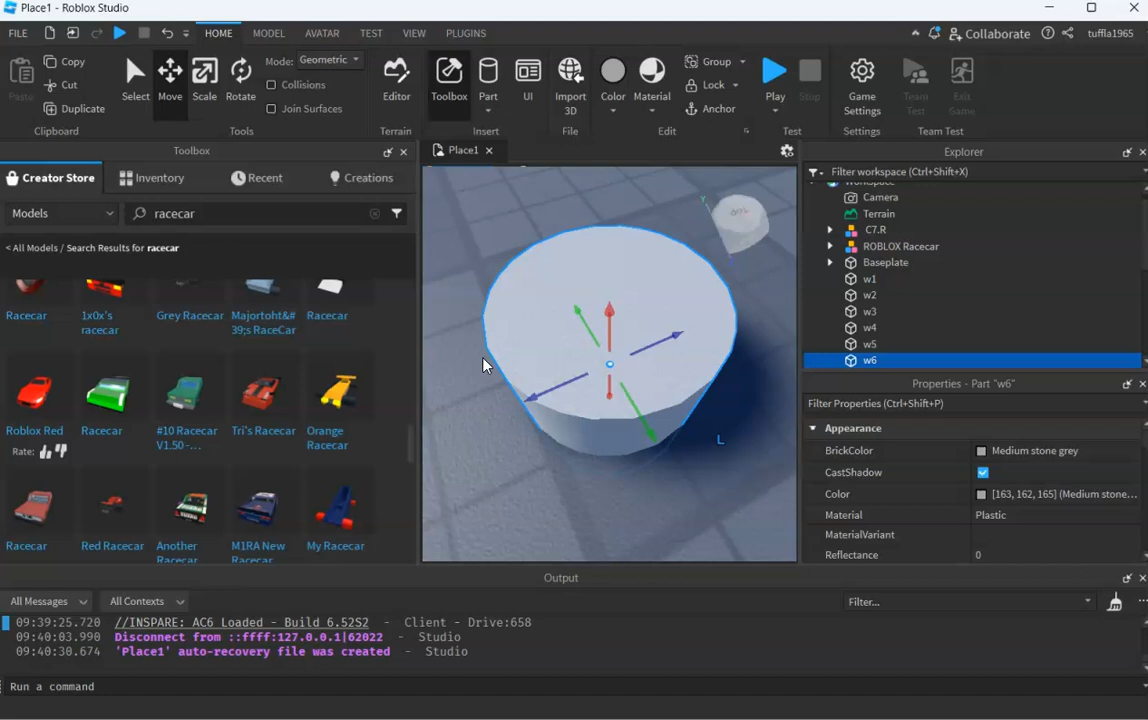 Place1 - Roblox Studio
FILE HOME MODEL AVATAR TEST VIEW PLUGINS Collaborate tuffla1965
Paste Copy Cut Duplicate Clipboard
Select Move Scale Rotate Mode: Geometric Collisions Join Surfaces Tools
Editor Terrain
Toolbox Part UI Insert
Import 3D File
Color Material Group Lock Anchor Edit
Play Stop Test
Game Settings Settings
Team Test Exit Game Team Test
Toolbox
Creator Store Inventory Recent Creations
Models racecar
< All Models / Search Results for racecar
Racecar 1x0x's racecar Grey Racecar Majortoht&#39;s RaceCar Racecar
Roblox Red Racecar #10 Racecar V1.50 -... Tri's Racecar Orange Racecar
Rate:
Racecar Red Racecar Another Racecar M1RA New Racecar My Racecar
Place1
Y
L
Explorer
Filter workspace (Ctrl+Shift+X)
Workspace
Camera
Terrain
C7.R
ROBLOX Racecar
Baseplate
w1
w2
w3
w4
w5
w6
Properties - Part "w6"
Filter Properties (Ctrl+Shift+P)
Appearance
BrickColor Medium stone grey
CastShadow
Color [163, 162, 165] (Medium stone...
Material Plastic
MaterialVariant
Reflectance 0
Output
All Messages All Contexts Filter...
09:39:25.720 //INSPARE: AC6 Loaded - Build 6.52S2 - Client - Drive:658
09:40:03.990 Disconnect from ::ffff:127.0.0.1|62022 - Studio
09:40:30.674 'Place1' auto-recovery file was created - Studio
Run a command